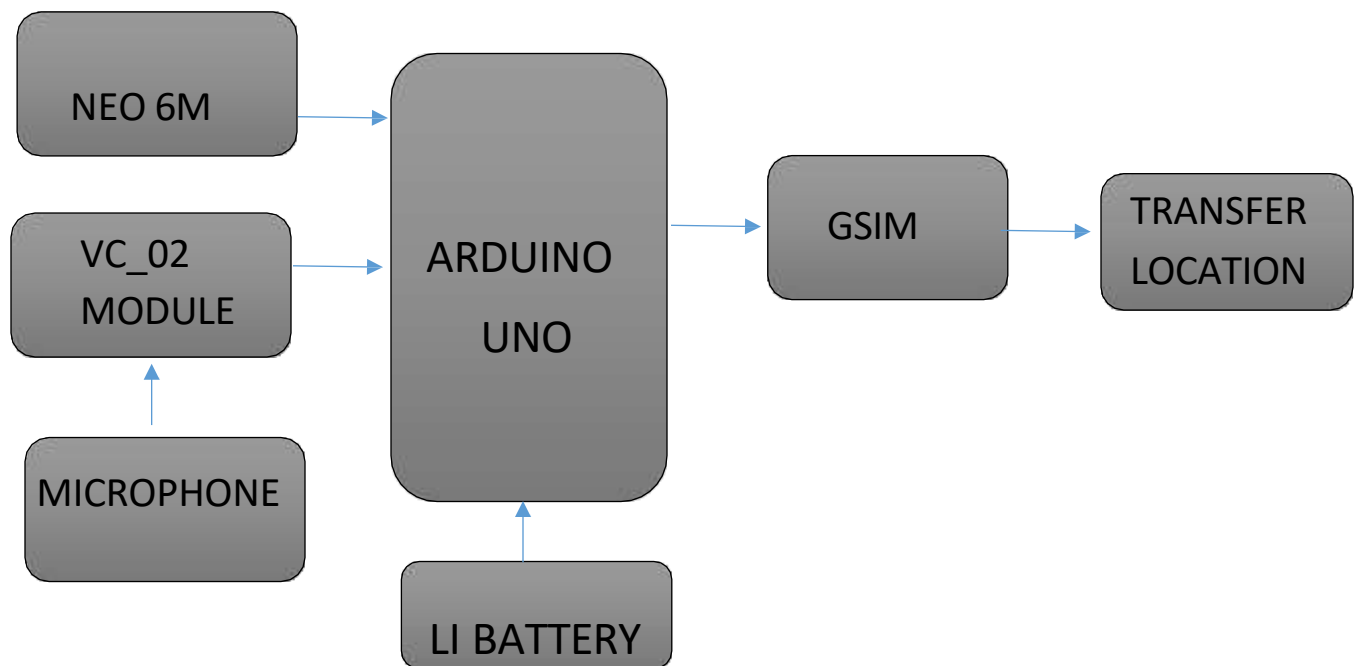 NEO 6M
VC_02
MODULE
MICROPHONE
ARDUINO
UNO
LI BATTERY
GSIM
TRANSFER
LOCATION